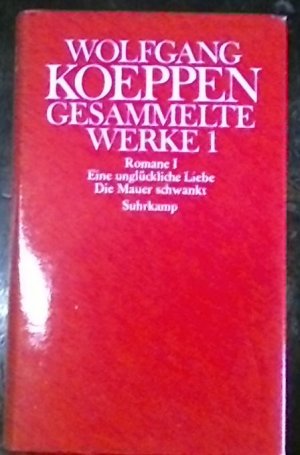 WOLFGANG
KOEPPEN
GESAMMELTE
WERKE 1
Romane I
Eine unglückliche Liebe
Die Mauer schwankt
Suhrkamp